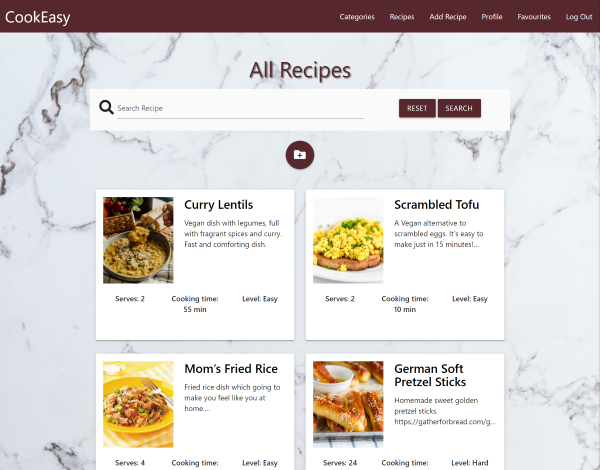 CookEasy
Categories Recipes Add Recipe Profile Favourites Log Out
All Recipes
Search Recipe
RESET SEARCH
Curry Lentils
Vegan dish with legumes, full
with fragrant spices and curry.
Fast and comforting dish.
Serves: 2 Cooking time: Level: Easy
55 min
Scrambled Tofu
A Vegan alternative to
scrambled eggs. It's easy to
make just in 15 minutes!...
Serves: 2 Cooking time: Level: Easy
10 min
Mom's Fried Rice
Fried rice dish which going to
make you feel like you at
home....
Serves: 4 Cooking time: Level: Easy
German Soft
Pretzel Sticks
Homemade sweet golden
pretzel sticks.
https://gatherforbread.com/g...
Serves: 24 Cooking time: Level: Hard